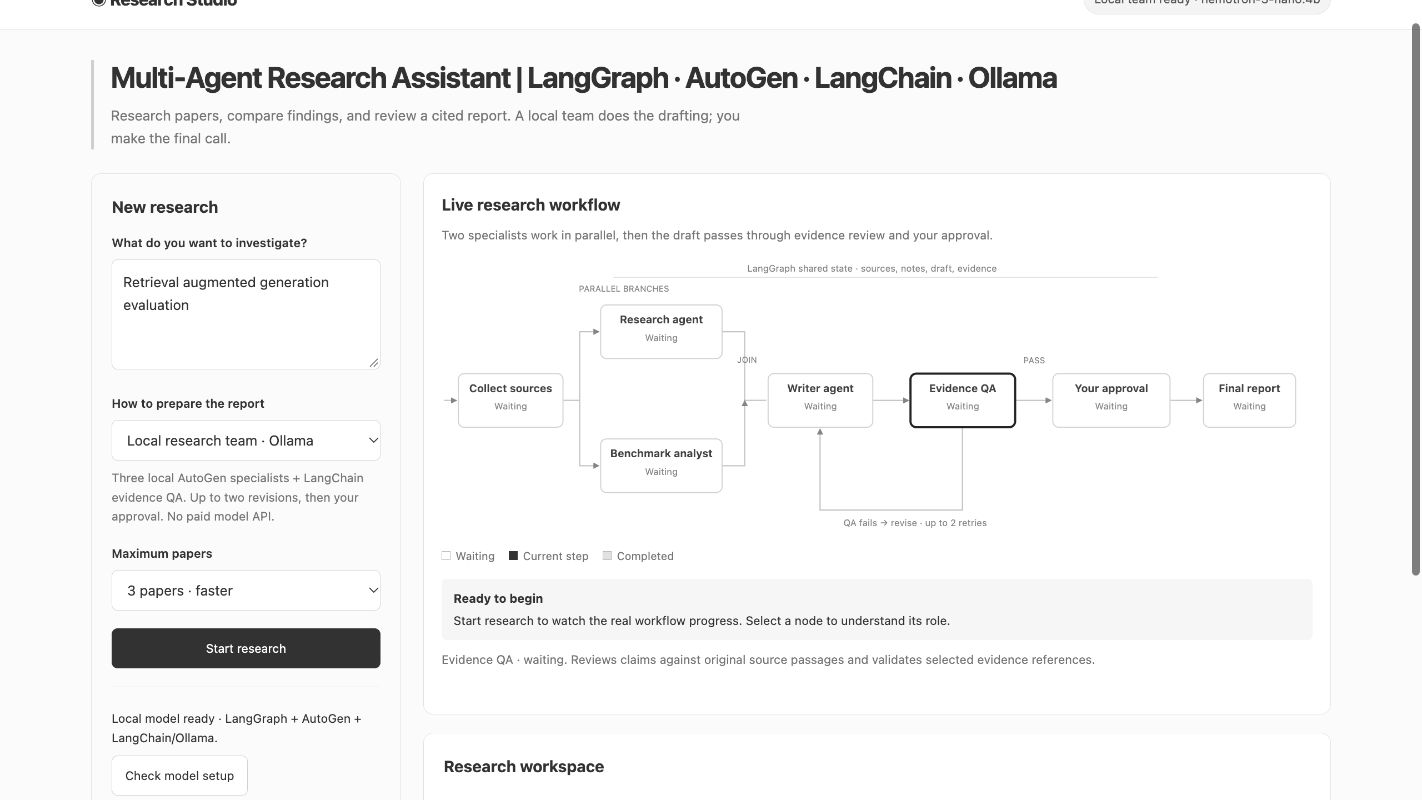 Research Studio
Local team ready · nemotron-3-nano:4b
Multi-Agent Research Assistant | LangGraph · AutoGen · LangChain · Ollama
Research papers, compare findings, and review a cited report. A local team does the drafting; you
make the final call.
New research
What do you want to investigate?
Retrieval augmented generation
evaluation
How to prepare the report
Local research team · Ollama
Three local AutoGen specialists + LangChain
evidence QA. Up to two revisions, then your
approval. No paid model API.
Maximum papers
3 papers · faster
Start research
Local model ready · LangGraph + AutoGen +
LangChain/Ollama.
Check model setup
Live research workflow
Two specialists work in parallel, then the draft passes through evidence review and your approval.
LangGraph shared state · sources, notes, draft, evidence
PARALLEL BRANCHES
Research agent
Waiting
JOIN
PASS
Collect sources
Waiting
Writer agent
Waiting
Evidence QA
Waiting
Your approval
Waiting
Final report
Waiting
Benchmark analyst
Waiting
QA fails → revise · up to 2 retries
Waiting
Current step
Completed
Ready to begin
Start research to watch the real workflow progress. Select a node to understand its role.
Evidence QA · waiting. Reviews claims against original source passages and validates selected evidence references.
Research workspace